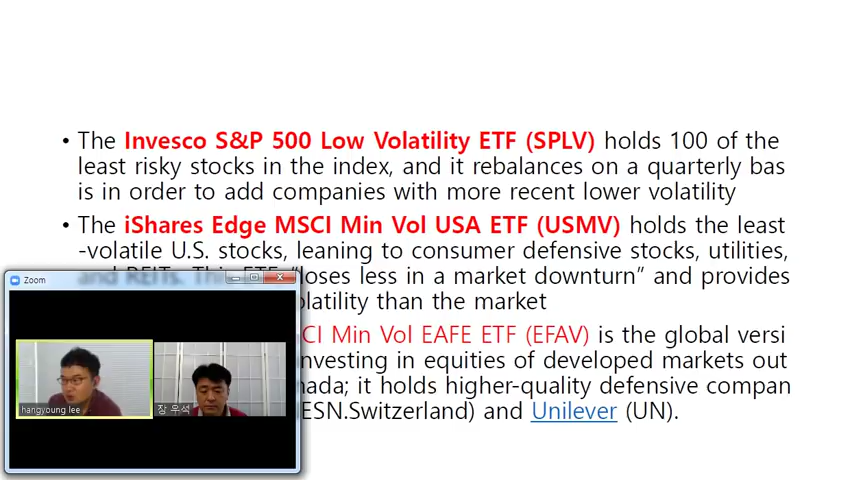 • The Invesco S&P 500 Low Volatility ETF (SPLV) holds 100 of the
least risky stocks in the index, and it rebalances on a quarterly bas
is in order to add companies with more recent lower volatility
• The iShares Edge MSCI Min Vol USA ETF (USMV) holds the least
-volatile U.S. stocks, leaning to consumer defensive stocks, utilities,
and REITs. This ETF “loses less in a market downturn” and provides
olatility than the market
CI Min Vol EAFE ETF (EFAV) is the global versi
nvesting in equities of developed markets out
nada; it holds higher-quality defensive compan
ESN.Switzerland) and Unilever (UN).
Zoom
hangyoung lee
장 우석